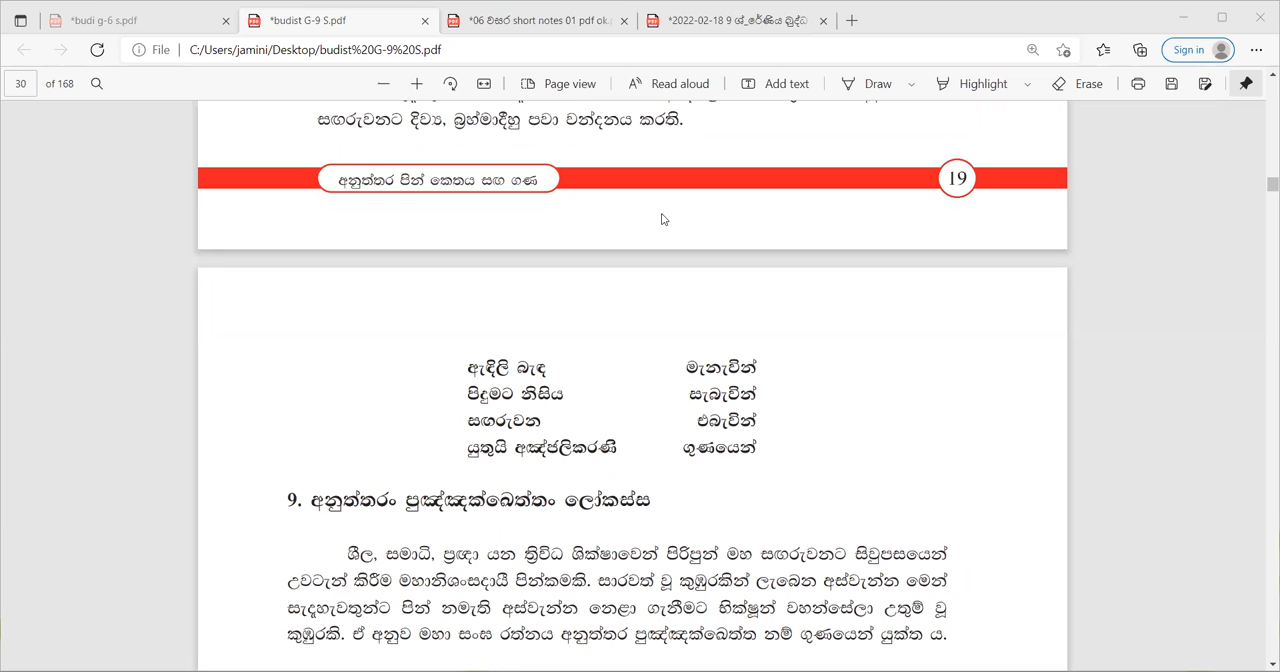 *budi g-6 s.pdf
*budist G-9 S.pdf
*06 වසර short notes 01 pdf ok.
*2022-02-18 9 ශ්‍රේණිය බුද්ධ
File C:/Users/jamini/Desktop/budist%20G-9%20S.pdf
Sign in
30 of 168
Page view
Read aloud
Add text
Draw
Highlight
Erase
සඟරුවනට දිව්‍ය, බ්‍රහ්මාදීහු පවා වන්දනය කරති.
අනුත්තර පින් කෙතය සඟ ගණ
19
ඇඳිලි බැඳ මැනැවින්
පිදුමට නිසිය සැබැවින්
සඟරුවන එබැවින්
යුතුයි අඤ්ජලිකරණී ගුණයෙන්
9. අනුත්තරං පුඤ්ඤක්ඛෙත්තං ලෝකස්ස
ශීල, සමාධි, ප්‍රඥා යන ත්‍රිවිධ ශික්ෂාවෙන් පිරිපුන් මහ සඟරුවනට සිවුපසයෙන්
උවටැන් කිරීම මහානිශංසදායී පින්කමකි. සාරවත් වූ කුඹුරකින් ලැබෙන අස්වැන්න මෙන්
සැදැහැවතුන්ට පින් නමැති අස්වැන්න නෙළා ගැනීමට භික්ෂූන් වහන්සේලා උතුම් වූ
කුඹුරකි. ඒ අනුව මහා සංඝ රත්නය අනුත්තර පුඤ්ඤක්ඛෙත්ත නම් ගුණයෙන් යුක්ත ය.